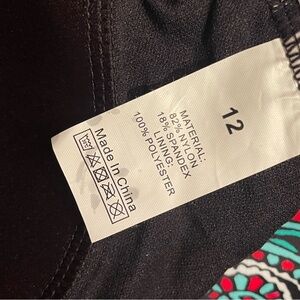 12
MATERIAL:
82% NYLON
18% SPANDEX
LINING:
100% POLYESTER
Made In China